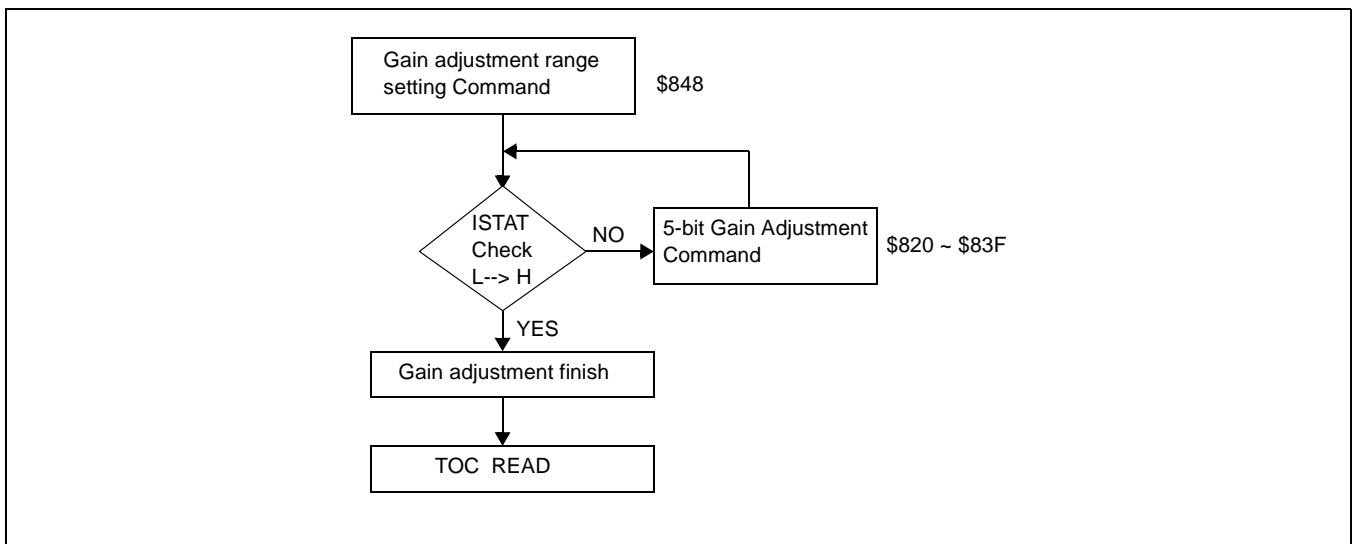 Gain adjustment range
setting Command
$848
ISTAT
Check
L--> H
NO
5-bit Gain Adjustment
Command
$820 ~ $83F
YES
Gain adjustment finish
TOC READ